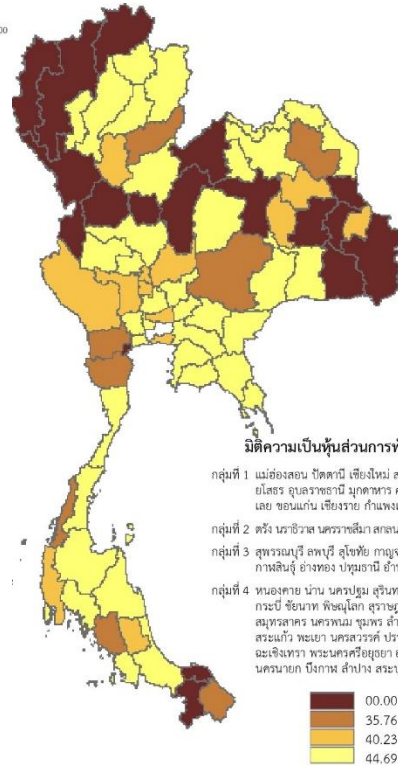 00
มิติความเป็นหุ้นส่วนการพ
กลุ่มที่ 1 แม่ฮ่องสอน ปัตตานี เชียงใหม่ ส
ยโสธร อุบลราชธานี มุกดาหาร
เลย ขอนแก่น เชียงราย กำแพงเ
กลุ่มที่ 2 ตรัง นราธิวาส นครราชสีมา สกลน
กลุ่มที่ 3 สุพรรณบุรี ลพบุรี สุโขทัย กาญจ
กาฬสินธุ์ อ่างทอง ปทุมธานี อำน
กลุ่มที่ 4 หนองคาย น่าน นครปฐม สุรินท
กระบี่ ชัยนาท พิษณุโลก สุราษฎ
สมุทรสาคร นครพนม ชุมพร ลำ
สระแก้ว พะเยา นครสวรรค์ ปรา
ฉะเชิงเทรา พระนครศรีอยุธยา
นครนายก บึงกาฬ ลำปาง สระบ
00.00
35.76
40.23
44.69